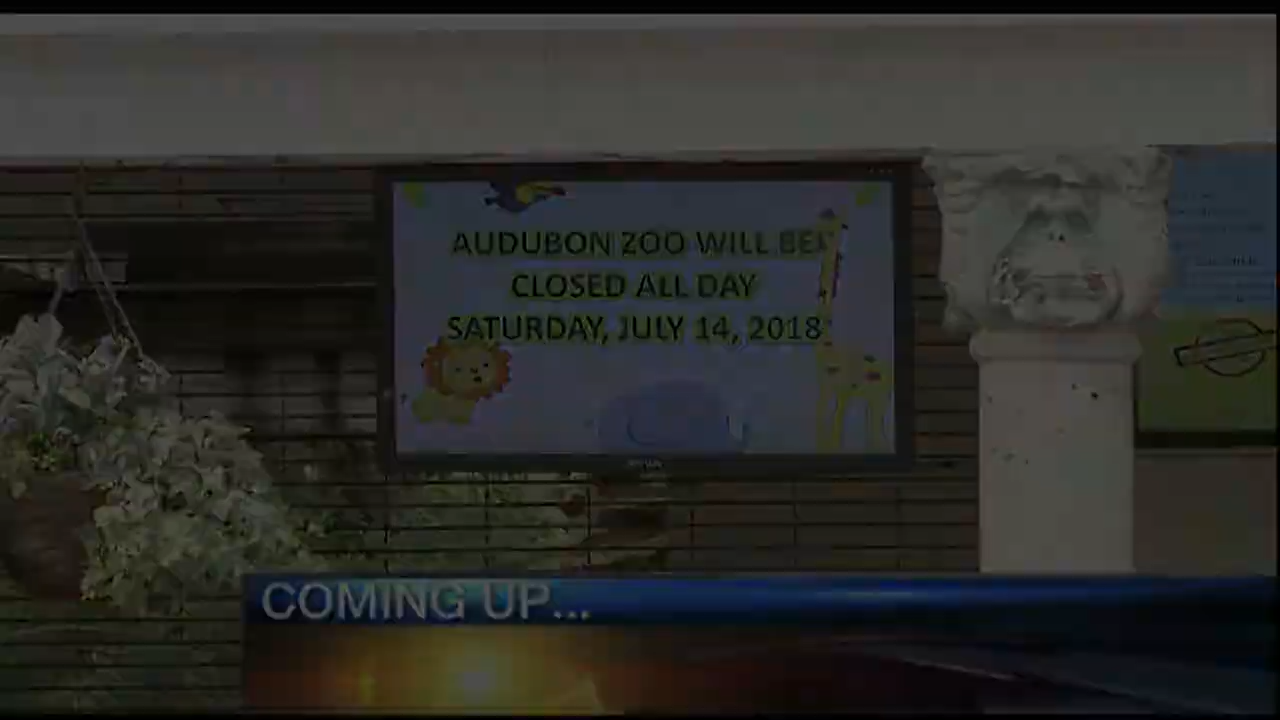 AUDUBON ZOO WILL BE
CLOSED ALL DAY
SATURDAY, JULY 14, 2018
COMING UP...